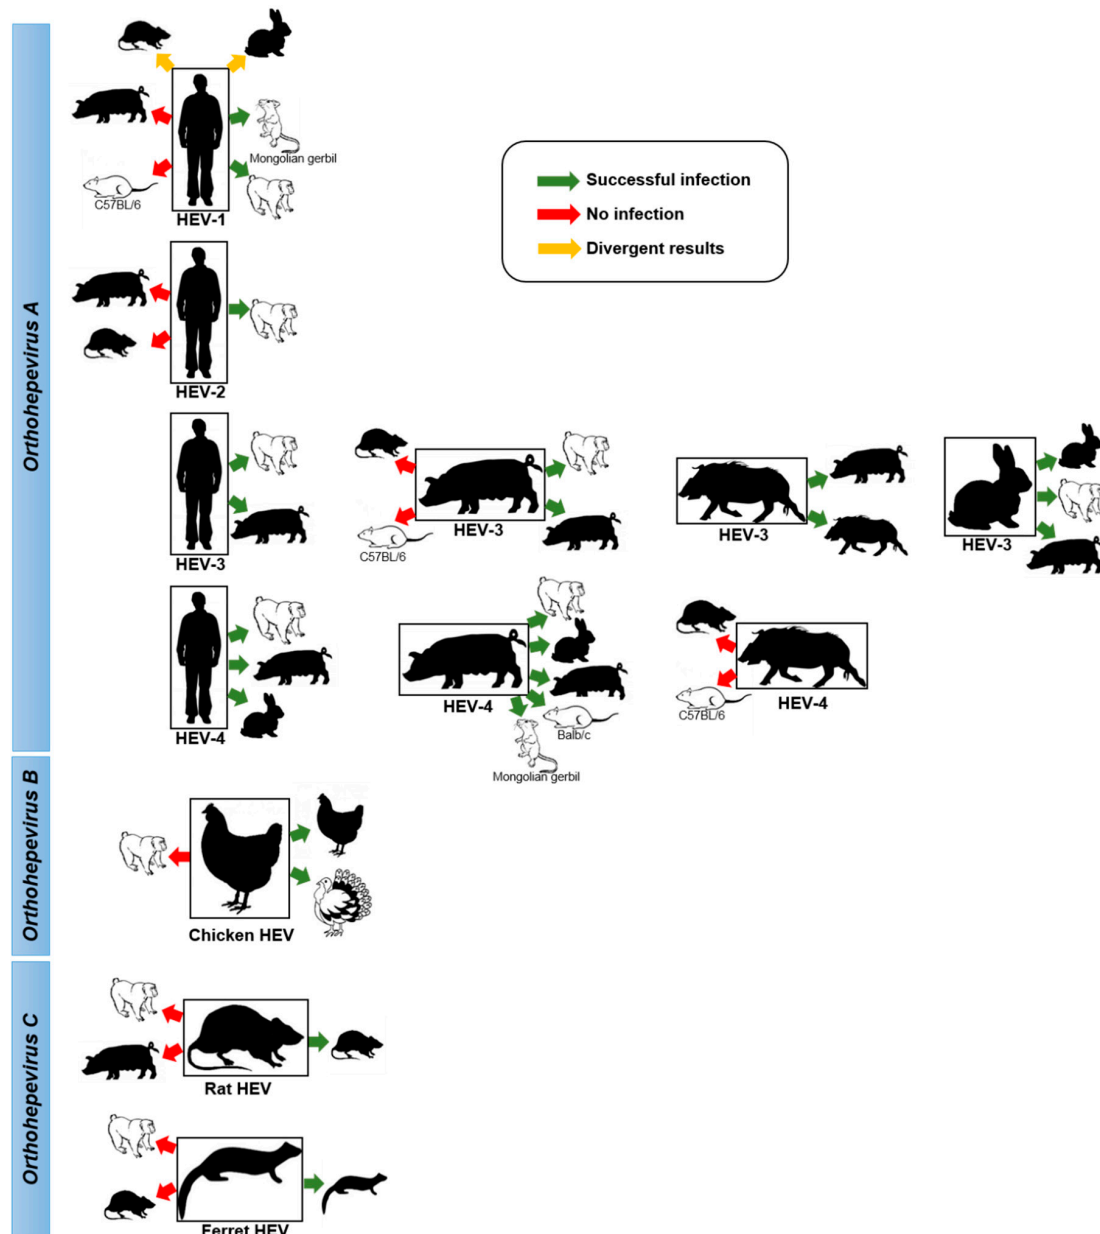 Orthohepevirus A
Mongolian gerbil
C57BL/6
HEV-1
Successful infection
No infection
Divergent results
HEV-2
HEV-3
C57BL/6
HEV-3
HEV-3
HEV-3
HEV-4
HEV-4
Balb/c
Mongolian gerbil
C57BL/6
HEV-4
Orthohepevirus B
Chicken HEV
Orthohepevirus C
Rat HEV
Ferret HEV